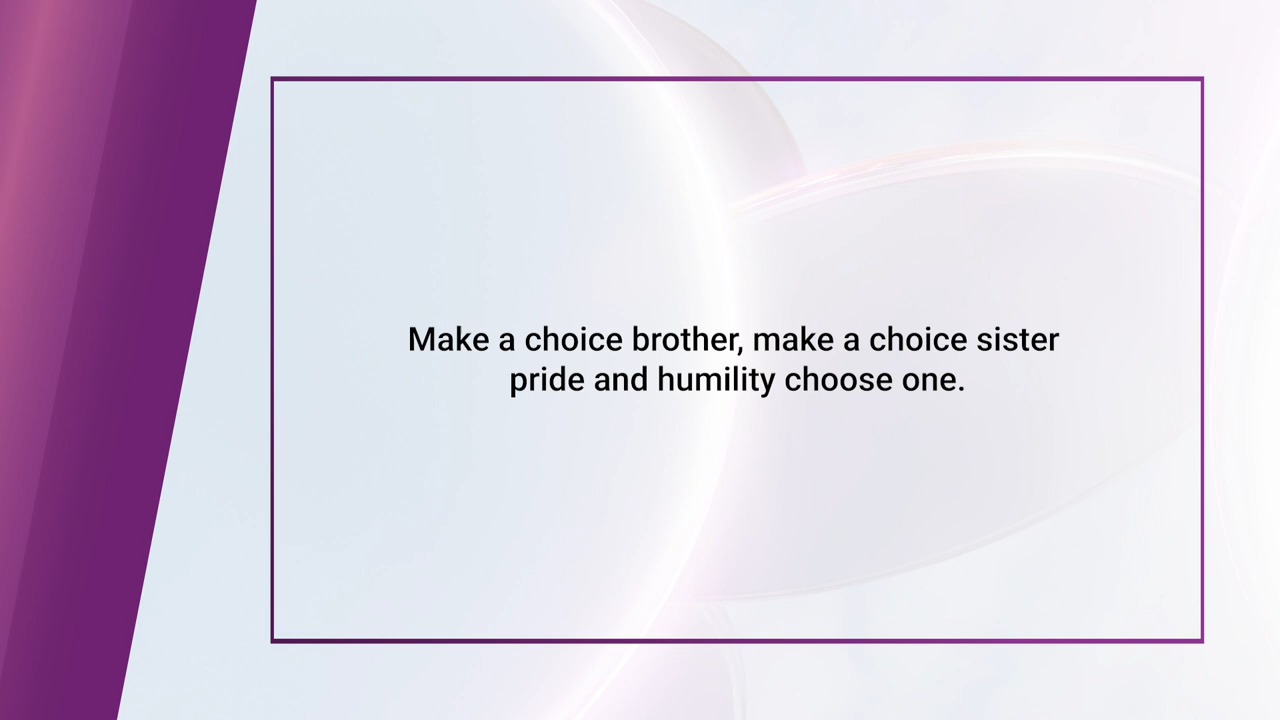 Make a choice brother, make a choice sister
pride and humility choose one.